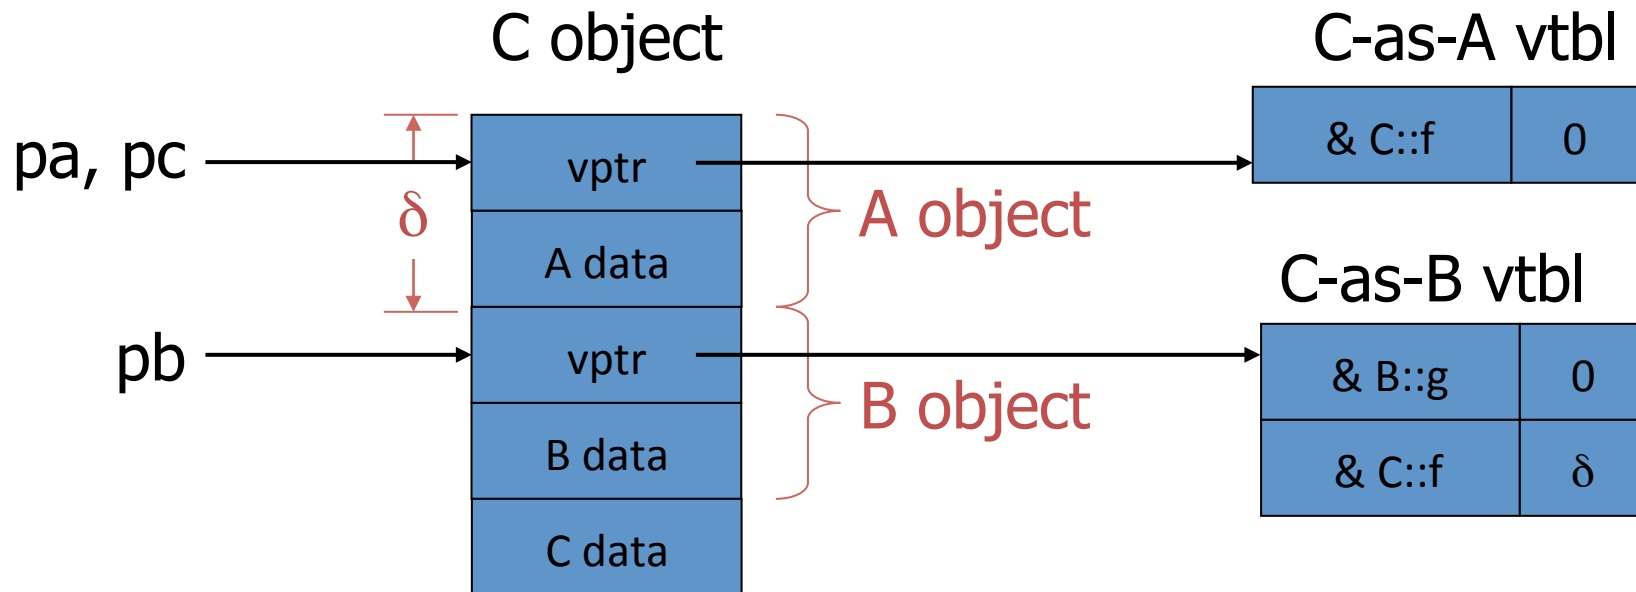 C object
C-as-A vtbl
pa, pc
vptr
& C::f 0
δ
A object
A data
C-as-B vtbl
pb
vptr
& B::g 0
B object
B data
& C::f δ
C data